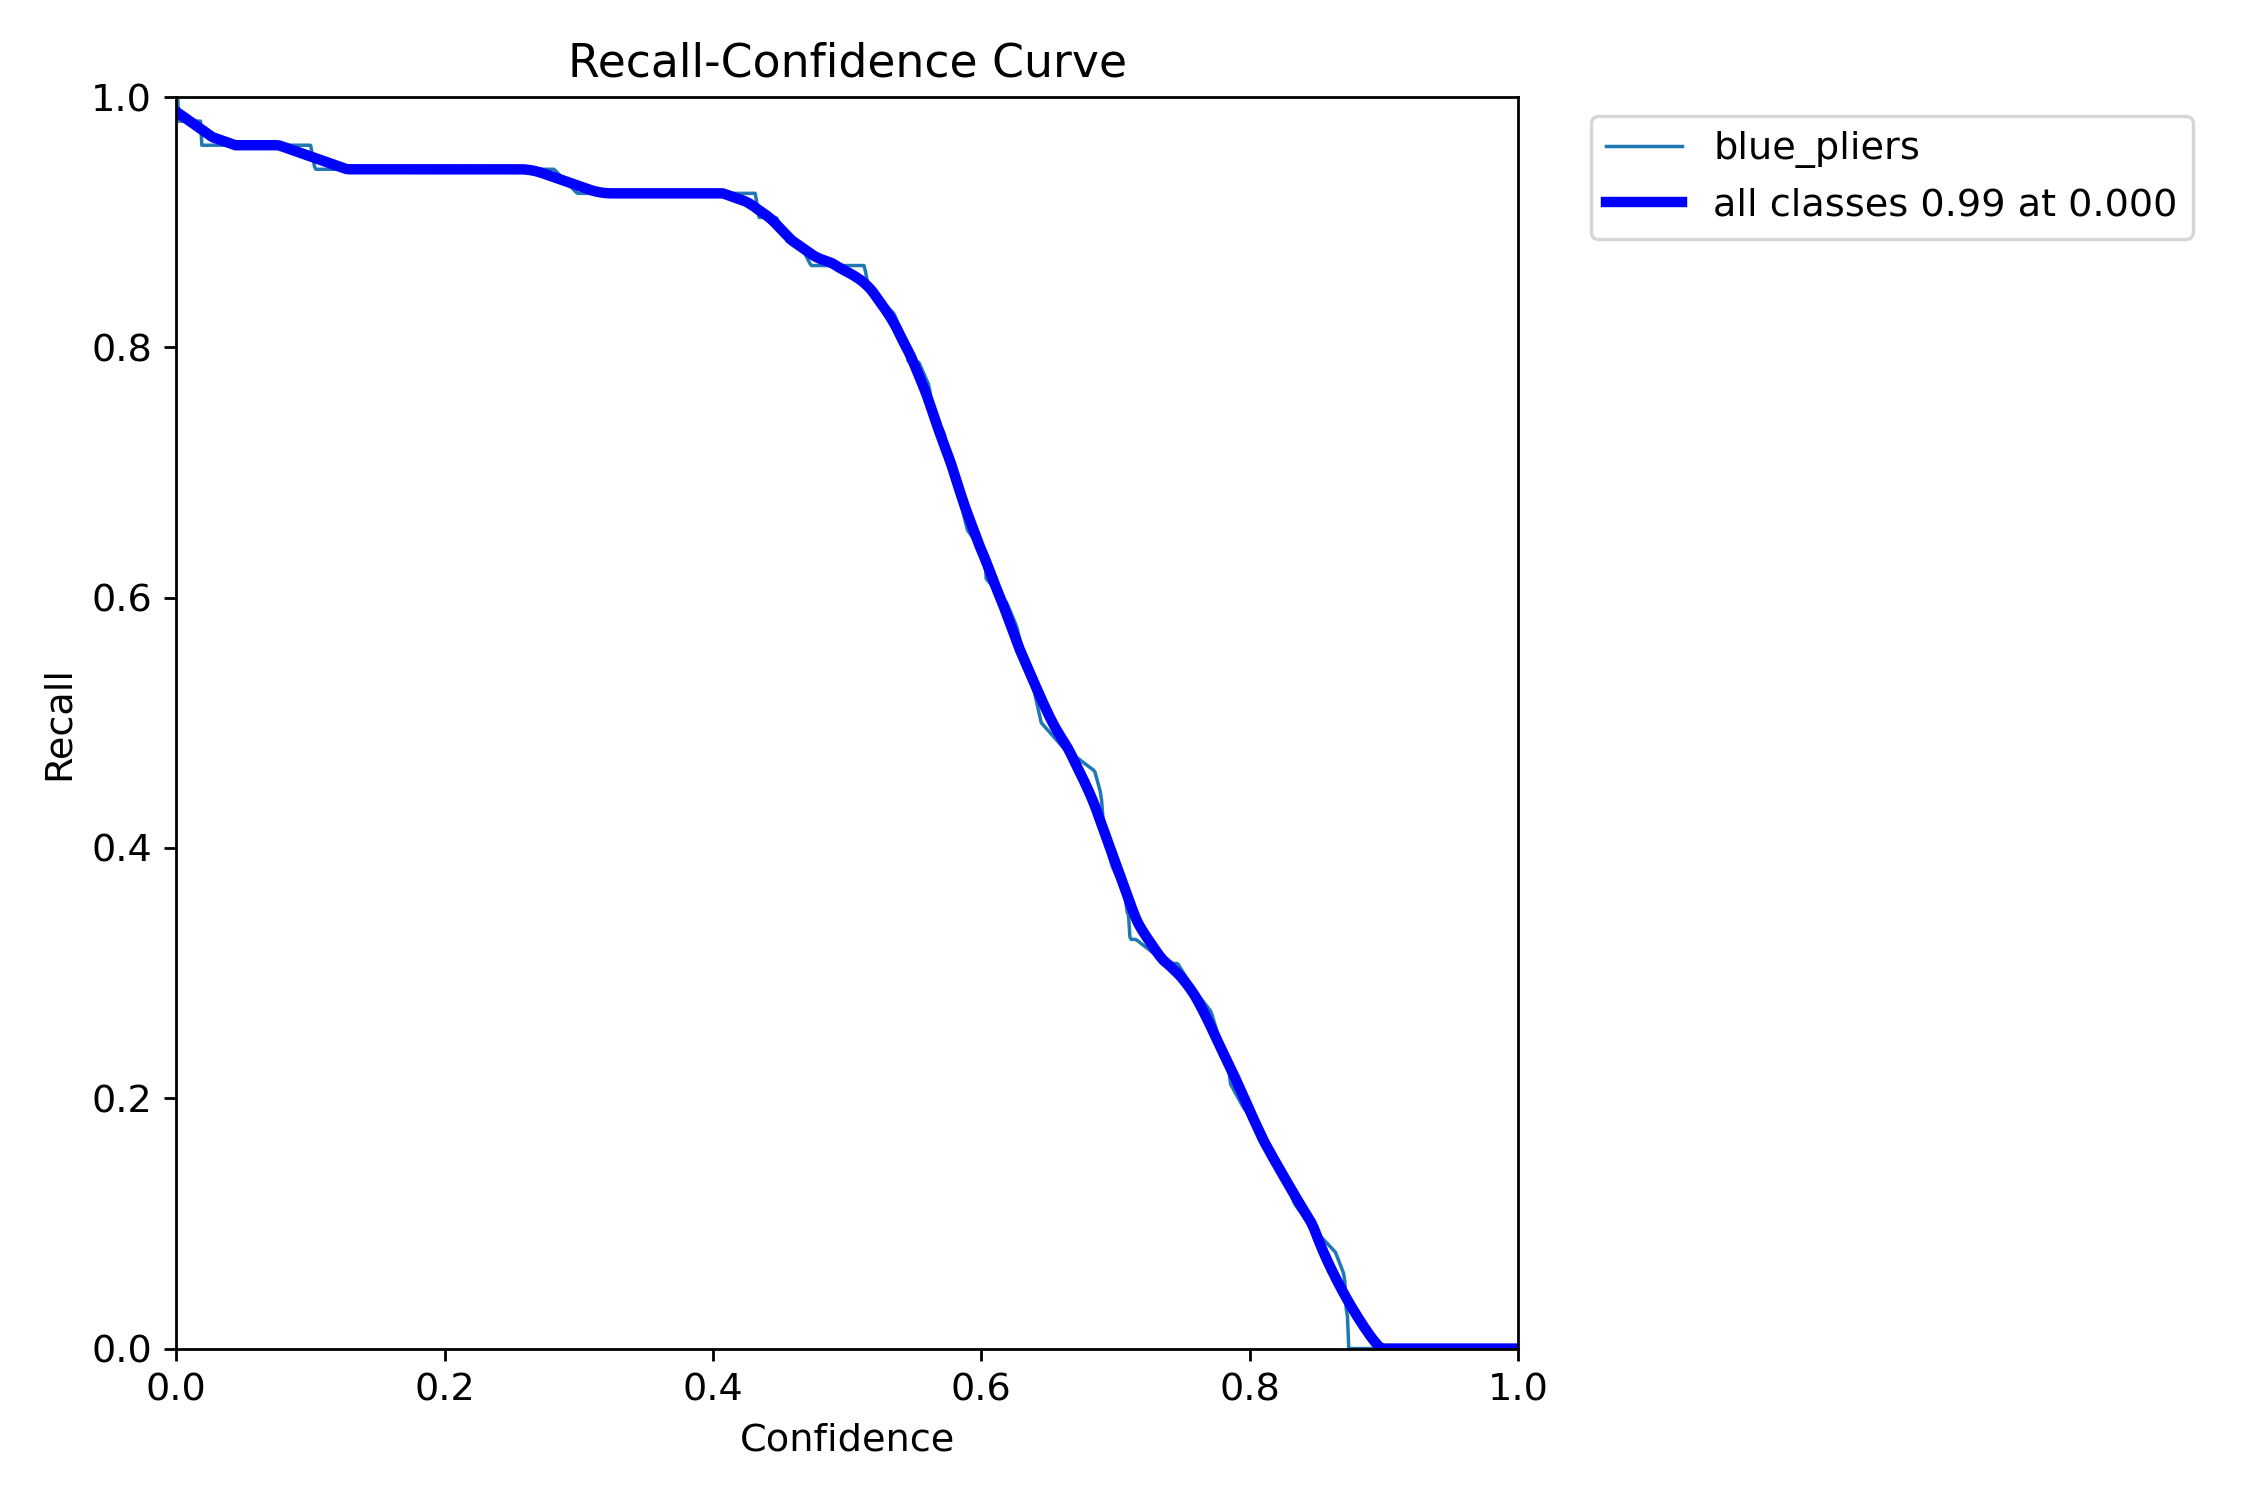 Recall-Confidence Curve
1.0
0.8
0.6
0.4
0.2
0.0
Recall
0.0 0.2 0.4 0.6 0.8 1.0
Confidence
blue_pliers
all classes 0.99 at 0.000